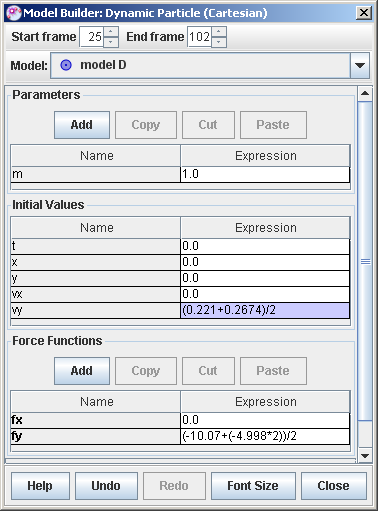 Model Builder: Dynamic Particle (Cartesian)
Start frame 25 End frame 102
Model: model D
Parameters
Add Copy Cut Paste
Name Expression
m 1.0
Initial Values
Name Expression
t 0.0
x 0.0
y 0.0
vx 0.0
vy (0.221+0.2674)/2
Force Functions
Add Copy Cut Paste
Name Expression
fx 0.0
fy (-10.07+(-4.998*2))/2
Help Undo Redo Font Size Close